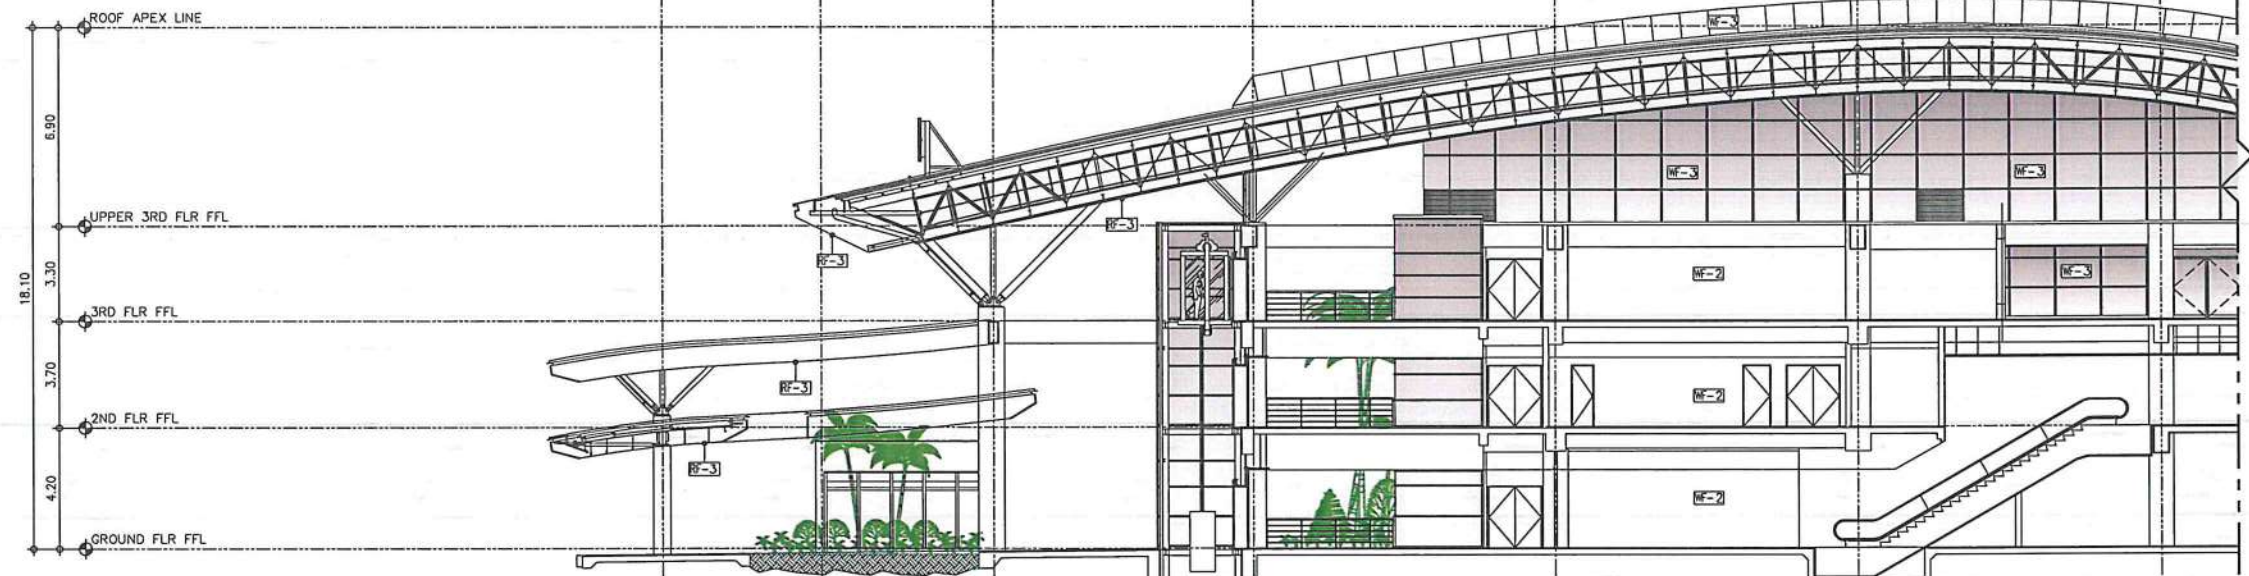 ROOF APEX LINE
WF-3
6.90
WF-3
WF-3
UPPER 3RD FLR FFL
RF-3
RF-3
18.10
3.30
WF-2
WF-3
3RD FLR FFL
3.70
RF-3
WF-2
2ND FLR FFL
RF-3
4.20
WF-2
GROUND FLR FFL